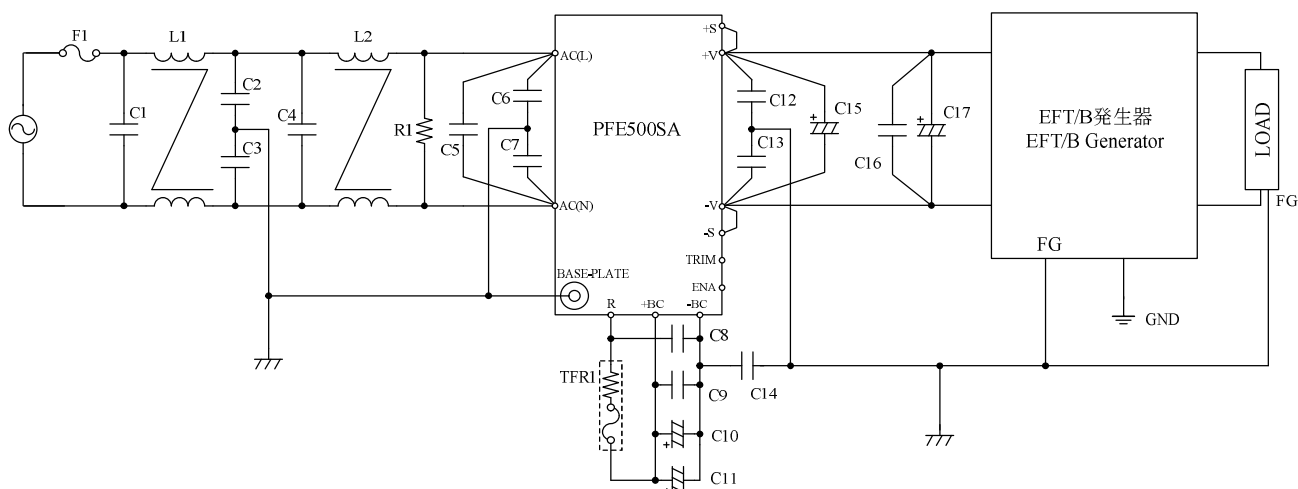 F1
L1
L2
C1
C2
C3
C4
R1
C5
C6
C7
AC(L)
AC(N)
PFE500SA
BASE-PLATE
R
+BC
-BC
+S
+V
-V
-S
TRIM
ENA
C8
C9
C10
C11
TFR1
C14
C12
C13
C15
C16
C17
+
+
+
+
EFT/B発生器
EFT/B Generator
FG
GND
LOAD
FG